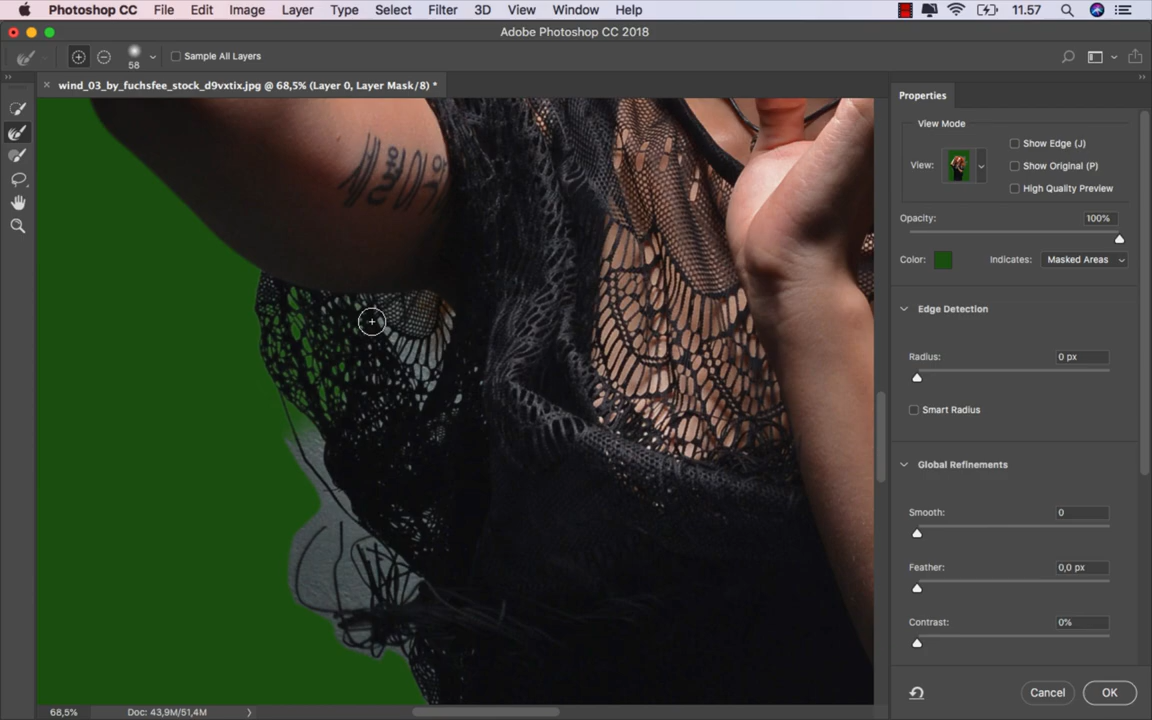 Photoshop CC File Edit Image Layer Type Select Filter 3D View Window Help 11.57
Adobe Photoshop CC 2018
58 Sample All Layers
wind_03_by_fuchsfee_stock_d9vxtix.jpg @ 68,5% (Layer 0, Layer Mask/8) *
Properties
View Mode
Show Edge (J)
View:
Show Original (P)
High Quality Preview
Opacity: 100%
Color: Indicates: Masked Areas
Edge Detection
Radius: 0 px
Smart Radius
Global Refinements
Smooth: 0
Feather: 0,0 px
Contrast: 0%
Cancel OK
68,5% Doc: 43,9M/51,4M